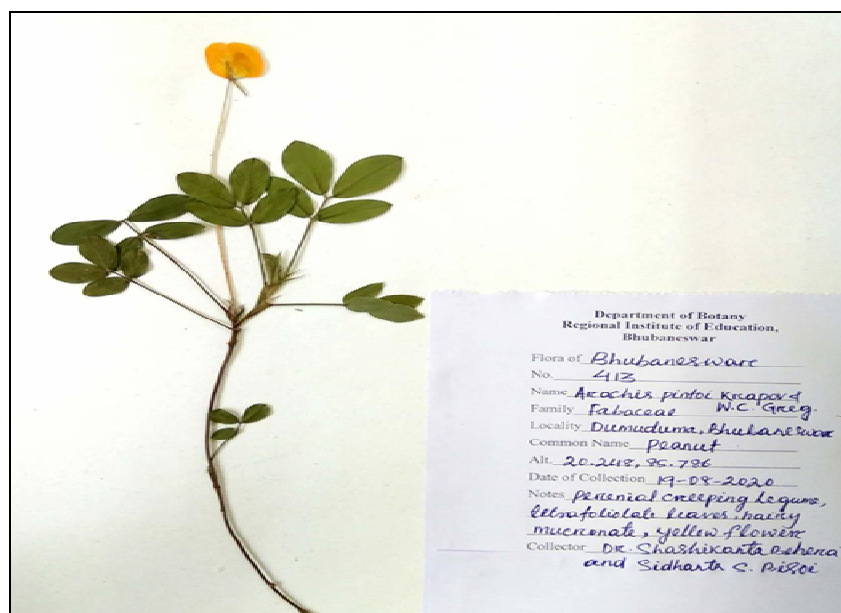 Department of Botany
Regional Institute of Education,
Bhubaneswar
Flora of Bhubaneswar
No. 413
Name Arachis pintoi Krapov &
Family Fabaceae W.C. Greg.
Locality Dumuduma, Bhubaneswar
Common Name Peanut
Alt. 20.248, 85.786
Date of Collection 19-08-2020
Notes Perenial creeping legume,
tetrafoliolate leaves hairy
mucronate, yellow flower
Collector Dr. Shashikanta Behera
and Sidharta S. Bisoi